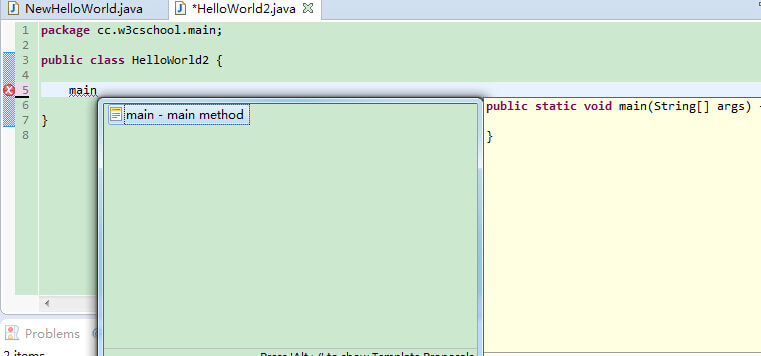 NewHelloWorld.java
*HelloWorld2.java
1 package cc.w3cschool.main;
2
3 public class HelloWorld2 {
4
5 main
6
7 }
8
main - main method
public static void main(String[] args)
}
Problems
2 items
Press 'Alt+/' to show Template Proposals